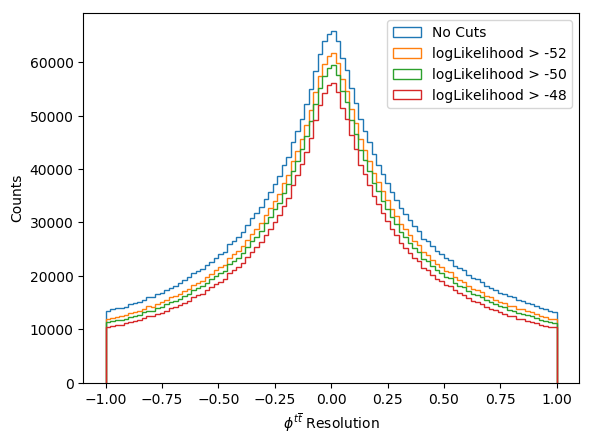 No Cuts
logLikelihood > -52
logLikelihood > -50
logLikelihood > -48
Counts
60000
50000
40000
30000
20000
10000
0
−1.00 −0.75 −0.50 −0.25 0.00 0.25 0.50 0.75 1.00
ϕ^{tt̅} Resolution